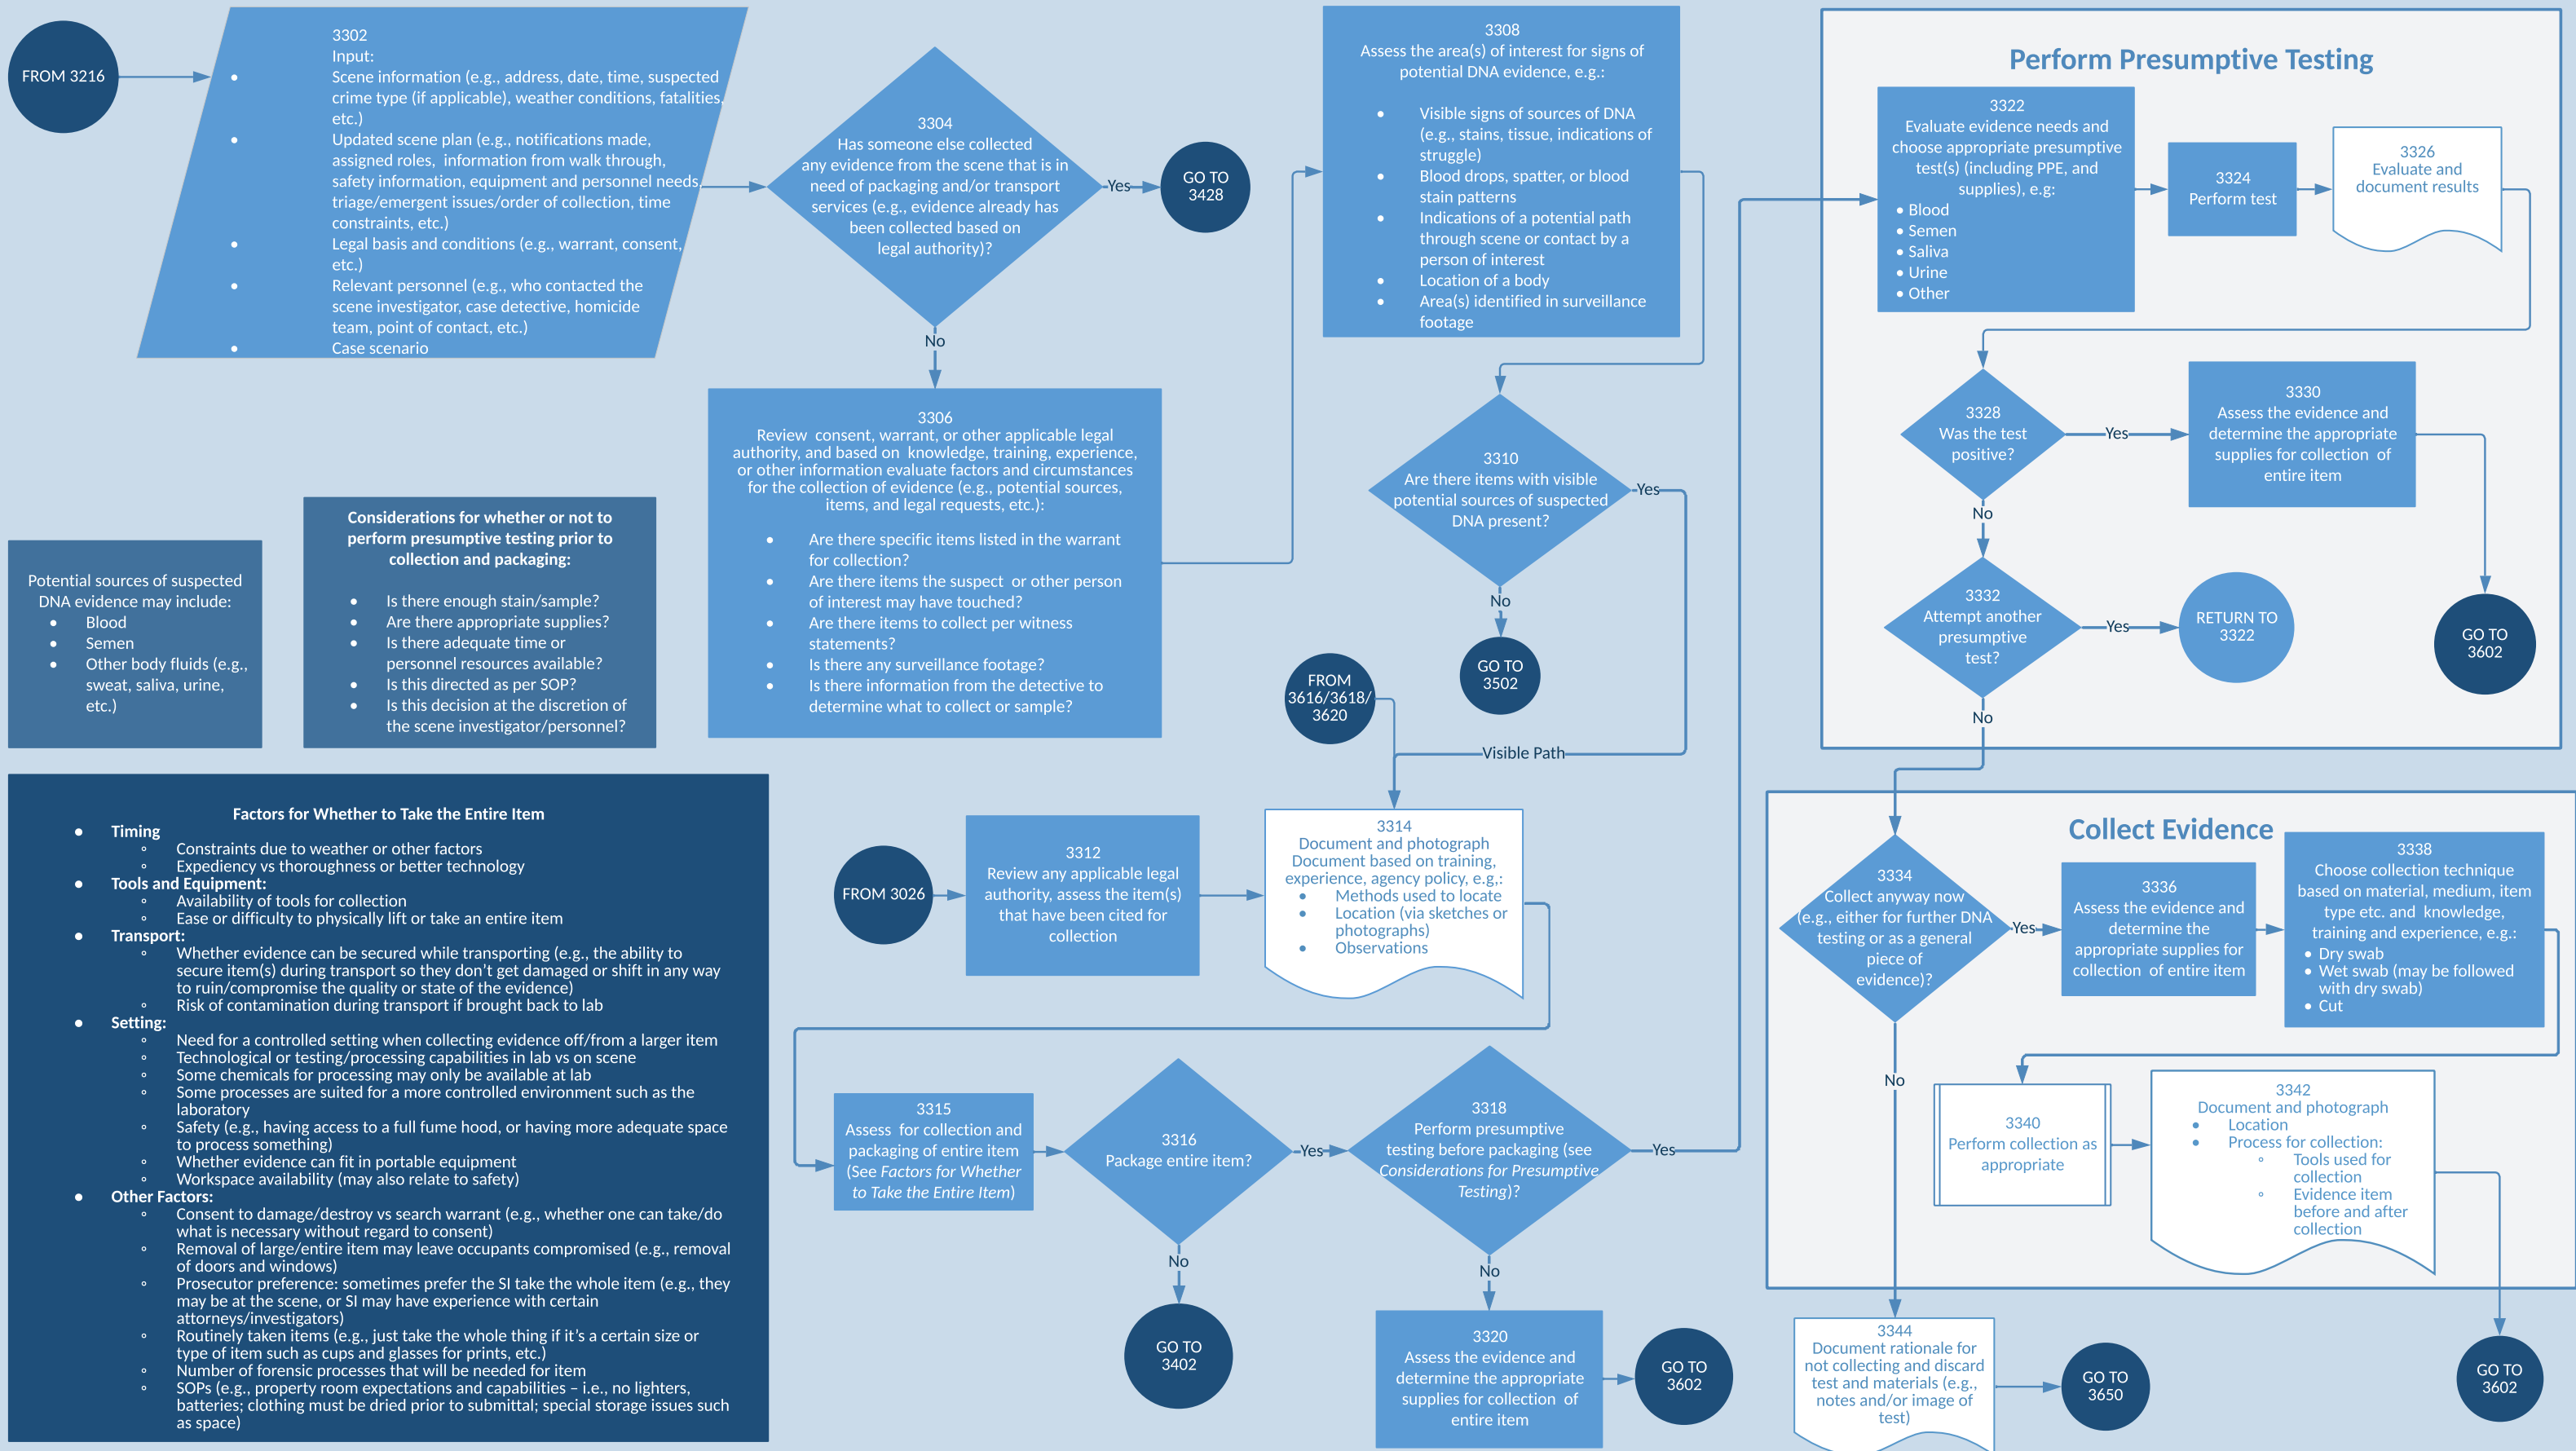 FROM 3216
3302
Input:
● Scene information (e.g., address, date, time, suspected
crime type (if applicable), weather conditions, fatalities,
etc.)
● Updated scene plan (e.g., notifications made,
assigned roles, information from walk through,
safety information, equipment and personnel needs,
triage/emergent issues/order of collection, time
constraints, etc.)
● Legal basis and conditions (e.g., warrant, consent,
etc.)
● Relevant personnel (e.g., who contacted the
scene investigator, case detective, homicide
team, point of contact, etc.)
● Case scenario
3304
Has someone else collected
any evidence from the scene that is in
need of packaging and/or transport
services (e.g., evidence already has
been collected based on
legal authority)?
Yes
GO TO
3428
No
3306
Review consent, warrant, or other applicable legal
authority, and based on knowledge, training, experience,
or other information evaluate factors and circumstances
for the collection of evidence (e.g., potential sources,
items, and legal requests, etc.):
● Are there specific items listed in the warrant
for collection?
● Are there items the suspect or other person
of interest may have touched?
● Are there items to collect per witness
statements?
● Is there any surveillance footage?
● Is there information from the detective to
determine what to collect or sample?
3308
Assess the area(s) of interest for signs of
potential DNA evidence, e.g.:
● Visible signs of sources of DNA
(e.g., stains, tissue, indications of
struggle)
● Blood drops, spatter, or blood
stain patterns
● Indications of a potential path
through scene or contact by a
person of interest
● Location of a body
● Area(s) identified in surveillance
footage
3310
Are there items with visible
potential sources of suspected
DNA present?
Yes
No
GO TO
3502
FROM
3616/3618/
3620
Visible Path
Potential sources of suspected
DNA evidence may include:
● Blood
● Semen
● Other body fluids (e.g.,
sweat, saliva, urine,
etc.)
Considerations for whether or not to
perform presumptive testing prior to
collection and packaging:
● Is there enough stain/sample?
● Are there appropriate supplies?
● Is there adequate time or
personnel resources available?
● Is this directed as per SOP?
● Is this decision at the discretion of
the scene investigator/personnel?
Factors for Whether to Take the Entire Item
● Timing
◦ Constraints due to weather or other factors
◦ Expediency vs thoroughness or better technology
● Tools and Equipment:
◦ Availability of tools for collection
◦ Ease or difficulty to physically lift or take an entire item
● Transport:
◦ Whether evidence can be secured while transporting (e.g., the ability to
secure item(s) during transport so they don’t get damaged or shift in any way
to ruin/compromise the quality or state of the evidence)
◦ Risk of contamination during transport if brought back to lab
● Setting:
◦ Need for a controlled setting when collecting evidence off/from a larger item
◦ Technological or testing/processing capabilities in lab vs on scene
◦ Some chemicals for processing may only be available at lab
◦ Some processes are suited for a more controlled environment such as the
laboratory
◦ Safety (e.g., having access to a full fume hood, or having more adequate space
to process something)
◦ Whether evidence can fit in portable equipment
◦ Workspace availability (may also relate to safety)
● Other Factors:
◦ Consent to damage/destroy vs search warrant (e.g., whether one can take/do
what is necessary without regard to consent)
◦ Removal of large/entire item may leave occupants compromised (e.g., removal
of doors and windows)
◦ Prosecutor preference: sometimes prefer the SI take the whole item (e.g., they
may be at the scene, or SI may have experience with certain
attorneys/investigators)
◦ Routinely taken items (e.g., just take the whole thing if it’s a certain size or
type of item such as cups and glasses for prints, etc.)
◦ Number of forensic processes that will be needed for item
◦ SOPs (e.g., property room expectations and capabilities – i.e., no lighters,
batteries; clothing must be dried prior to submittal; special storage issues such
as space)
FROM 3026
3312
Review any applicable legal
authority, assess the item(s)
that have been cited for
collection
3314
Document and photograph
Document based on training,
experience, agency policy, e.g,:
● Methods used to locate
● Location (via sketches or
photographs)
● Observations
3315
Assess for collection and
packaging of entire item
(See Factors for Whether
to Take the Entire Item)
3316
Package entire item?
Yes
No
GO TO
3402
3318
Perform presumptive
testing before packaging (see
Considerations for Presumptive
Testing)?
Yes
No
3320
Assess the evidence and
determine the appropriate
supplies for collection of
entire item
GO TO
3602
Perform Presumptive Testing
3322
Evaluate evidence needs and
choose appropriate presumptive
test(s) (including PPE, and
supplies), e.g:
● Blood
● Semen
● Saliva
● Urine
● Other
3324
Perform test
3326
Evaluate and
document results
3328
Was the test
positive?
Yes
3330
Assess the evidence and
determine the appropriate
supplies for collection of
entire item
No
3332
Attempt another
presumptive
test?
Yes
RETURN TO
3322
GO TO
3602
No
Collect Evidence
3334
Collect anyway now
(e.g., either for further DNA
testing or as a general
piece of
evidence)?
Yes
3336
Assess the evidence and
determine the
appropriate supplies for
collection of entire item
3338
Choose collection technique
based on material, medium, item
type etc. and knowledge,
training and experience, e.g.:
● Dry swab
● Wet swab (may be followed
with dry swab)
● Cut
No
3340
Perform collection as
appropriate
3342
Document and photograph
● Location
● Process for collection:
◦ Tools used for
collection
◦ Evidence item
before and after
collection
3344
Document rationale for
not collecting and discard
test and materials (e.g.,
notes and/or image of
test)
GO TO
3650
GO TO
3602